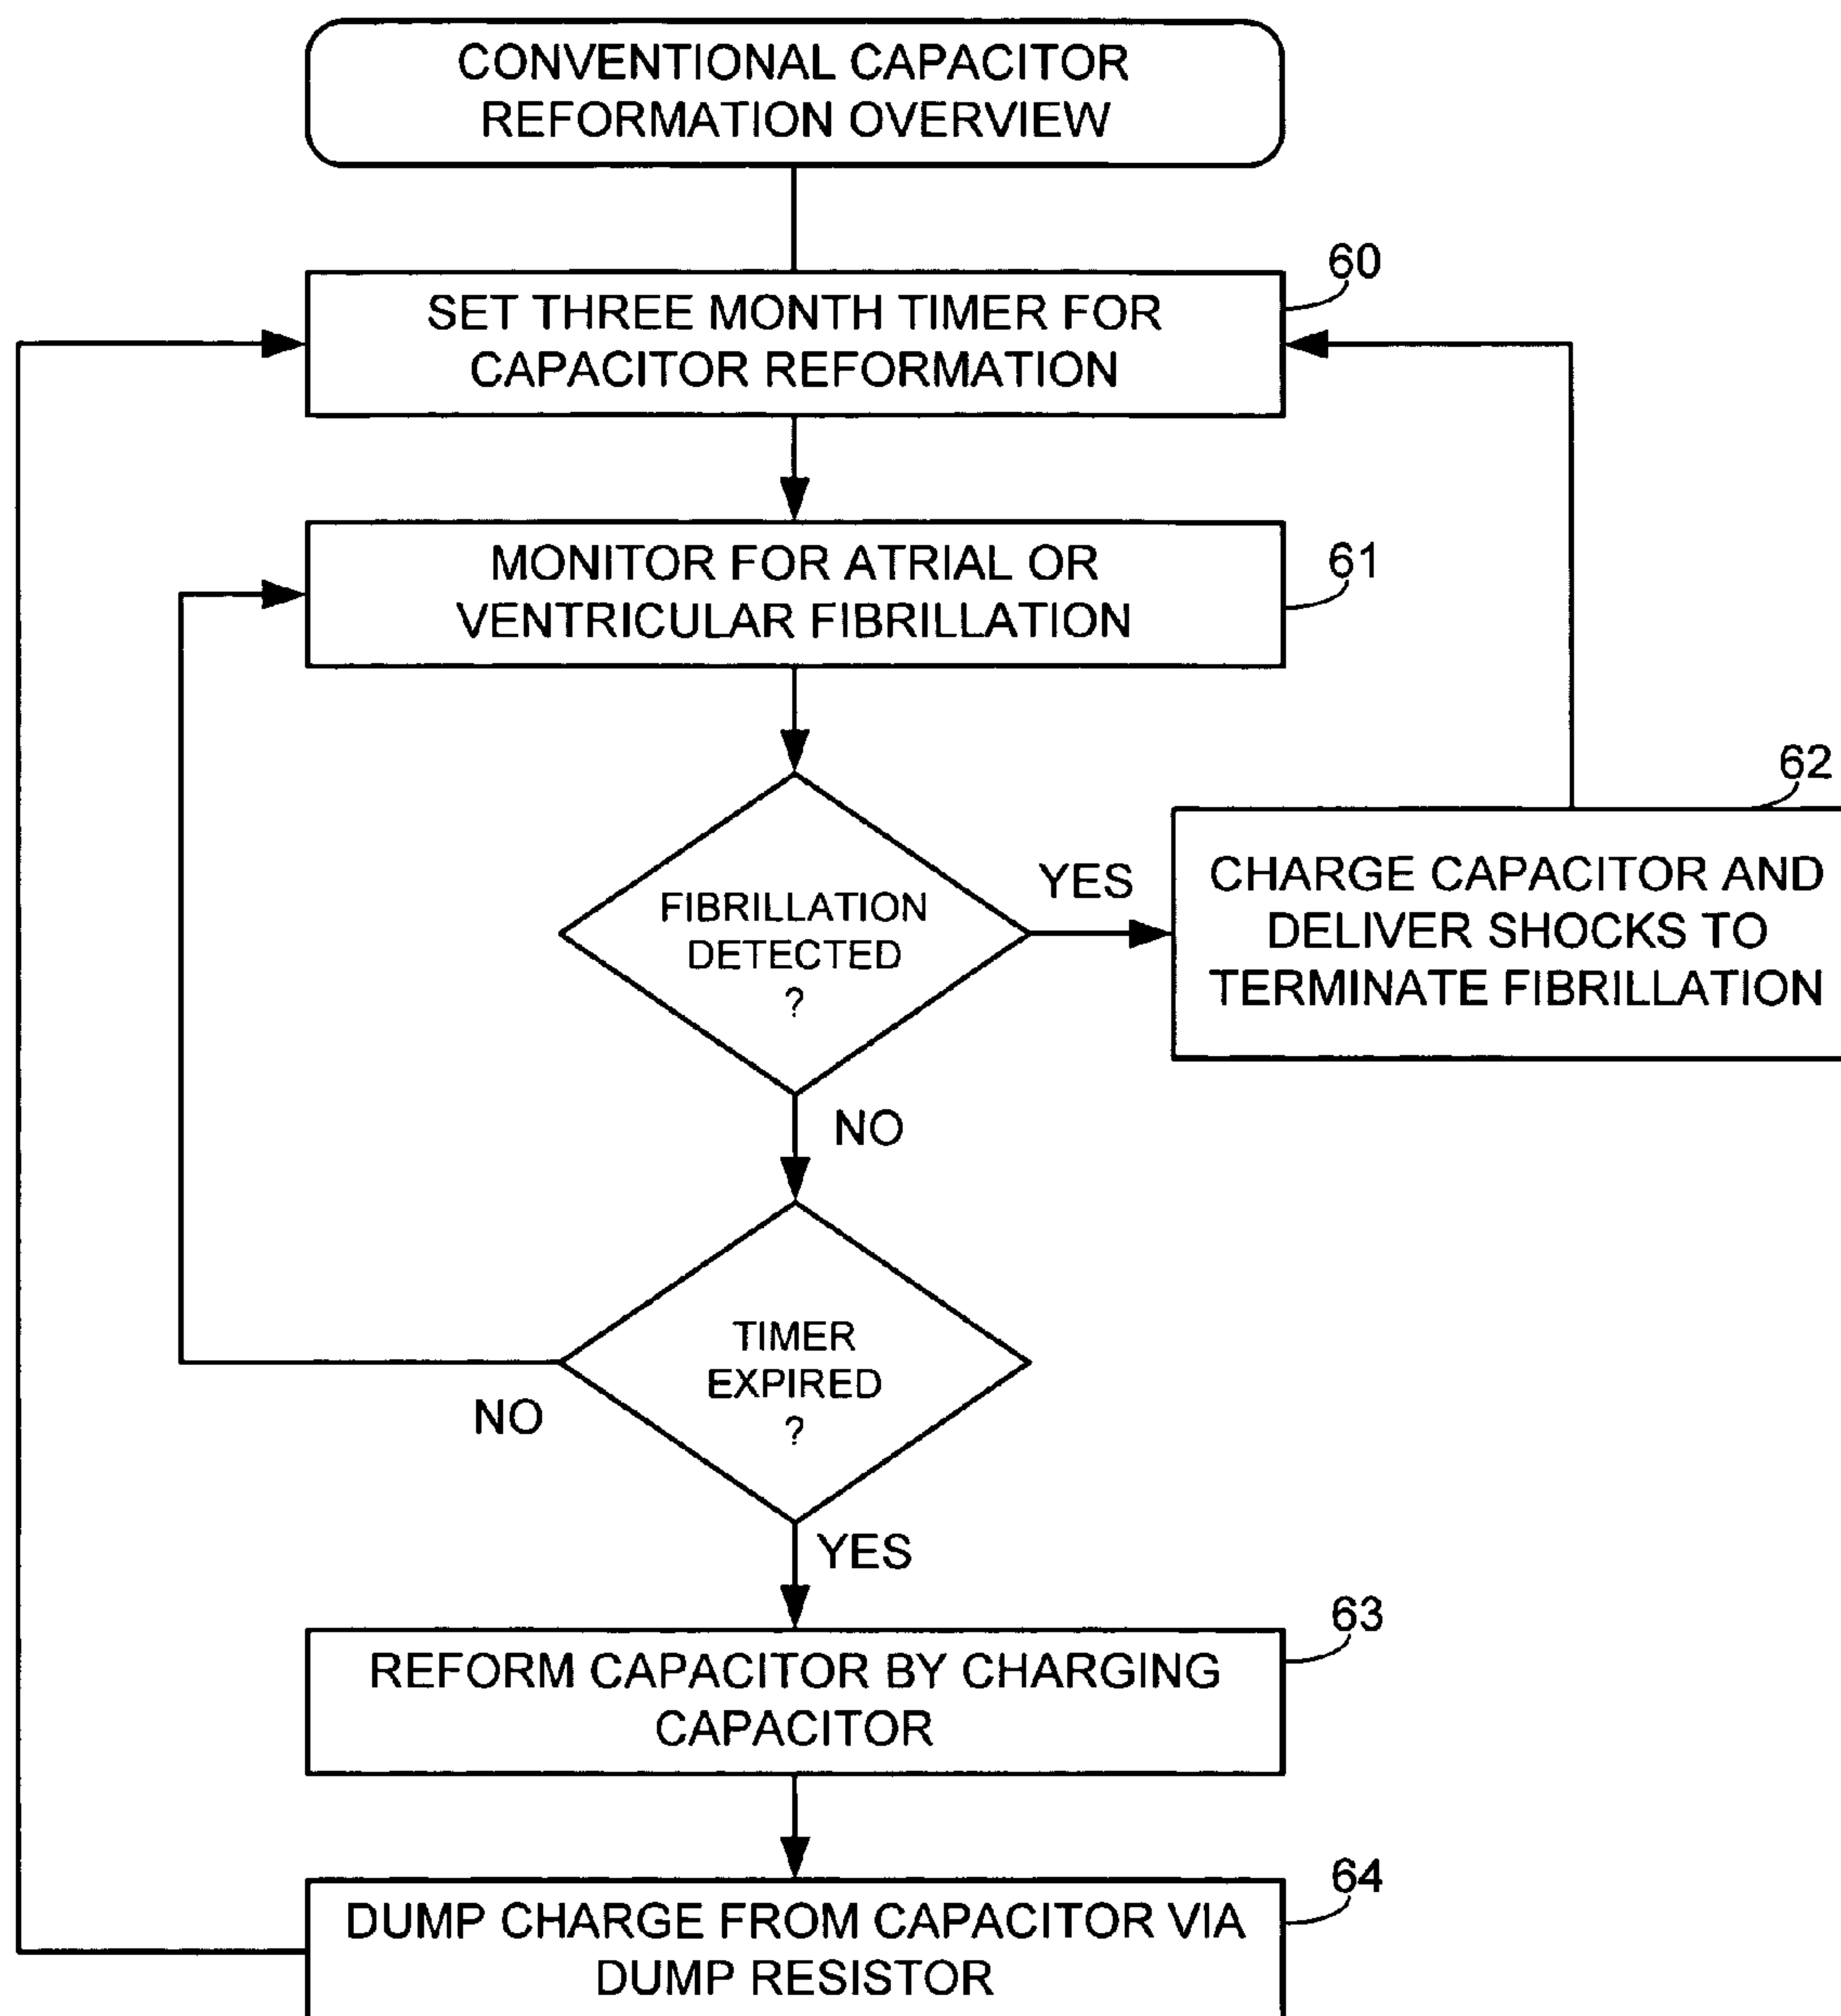 CONVENTIONAL CAPACITOR
REFORMATION OVERVIEW
60
SET THREE MONTH TIMER FOR
CAPACITOR REFORMATION
61
MONITOR FOR ATRIAL OR
VENTRICULAR FIBRILLATION
62
FIBRILLATION
DETECTED
?
YES
CHARGE CAPACITOR AND
DELIVER SHOCKS TO
TERMINATE FIBRILLATION
NO
TIMER
EXPIRED
?
NO
YES
63
REFORM CAPACITOR BY CHARGING
CAPACITOR
64
DUMP CHARGE FROM CAPACITOR VIA
DUMP RESISTOR